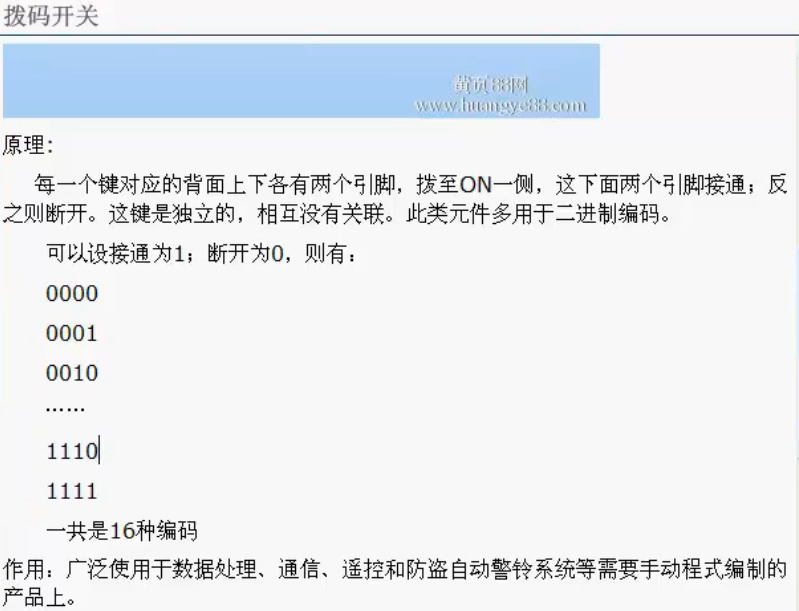 拨码开关
黄页88网
www.huangye88.com
原理：
每一个键对应的背面上下各有两个引脚，拨至ON一侧，这下面两个引脚接通；反
之则断开。这键是独立的，相互没有关联。此类元件多用于二进制编码。
可以设接通为1；断开为0，则有：
0000
0001
0010
……
1110
1111
一共是16种编码
作用：广泛使用于数据处理、通信、遥控和防盗自动警铃系统等需要手动程式编制的
产品上。